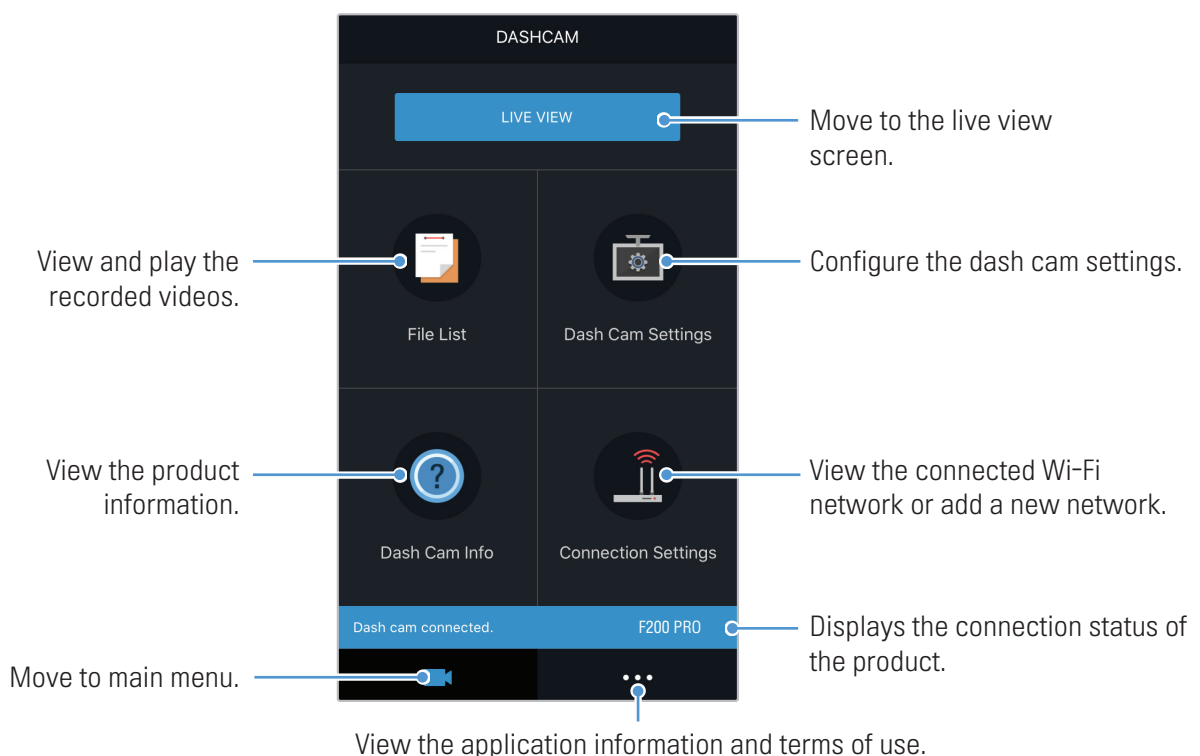 DASHCAM
LIVE VIEW
Move to the live view
screen.
View and play the
recorded videos.
Configure the dash cam settings.
File List
Dash Cam Settings
View the product
information.
?
View the connected Wi-Fi
network or add a new network.
Dash Cam Info
Connection Settings
Dash cam connected.
F200 PRO
Displays the connection status of
the product.
Move to main menu.
View the application information and terms of use.